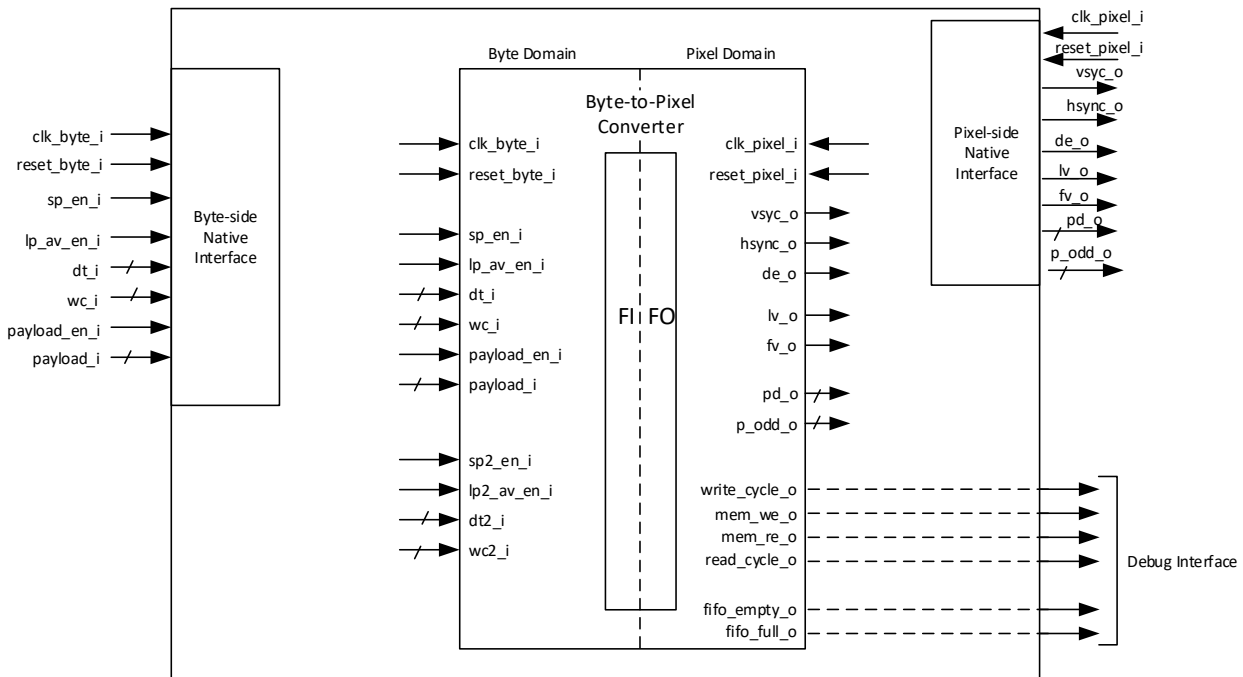 clk_byte_i
reset_byte_i
sp_en_i
lp_av_en_i
dt_i
wc_i
payload_en_i
payload_i
Byte-side
Native
Interface
Byte Domain
Pixel Domain
Byte-to-Pixel
Converter
FI FO
clk_byte_i
reset_byte_i
sp_en_i
lp_av_en_i
dt_i
wc_i
payload_en_i
payload_i
sp2_en_i
lp2_av_en_i
dt2_i
wc2_i
clk_pixel_i
reset_pixel_i
vsyc_o
hsync_o
de_o
lv_o
fv_o
pd_o
p_odd_o
write_cycle_o
mem_we_o
mem_re_o
read_cycle_o
fifo_empty_o
fifo_full_o
Pixel-side
Native
Interface
clk_pixel_i
reset_pixel_i
vsyc_o
hsync_o
de_o
lv_o
fv_o
pd_o
p_odd_o
Debug Interface